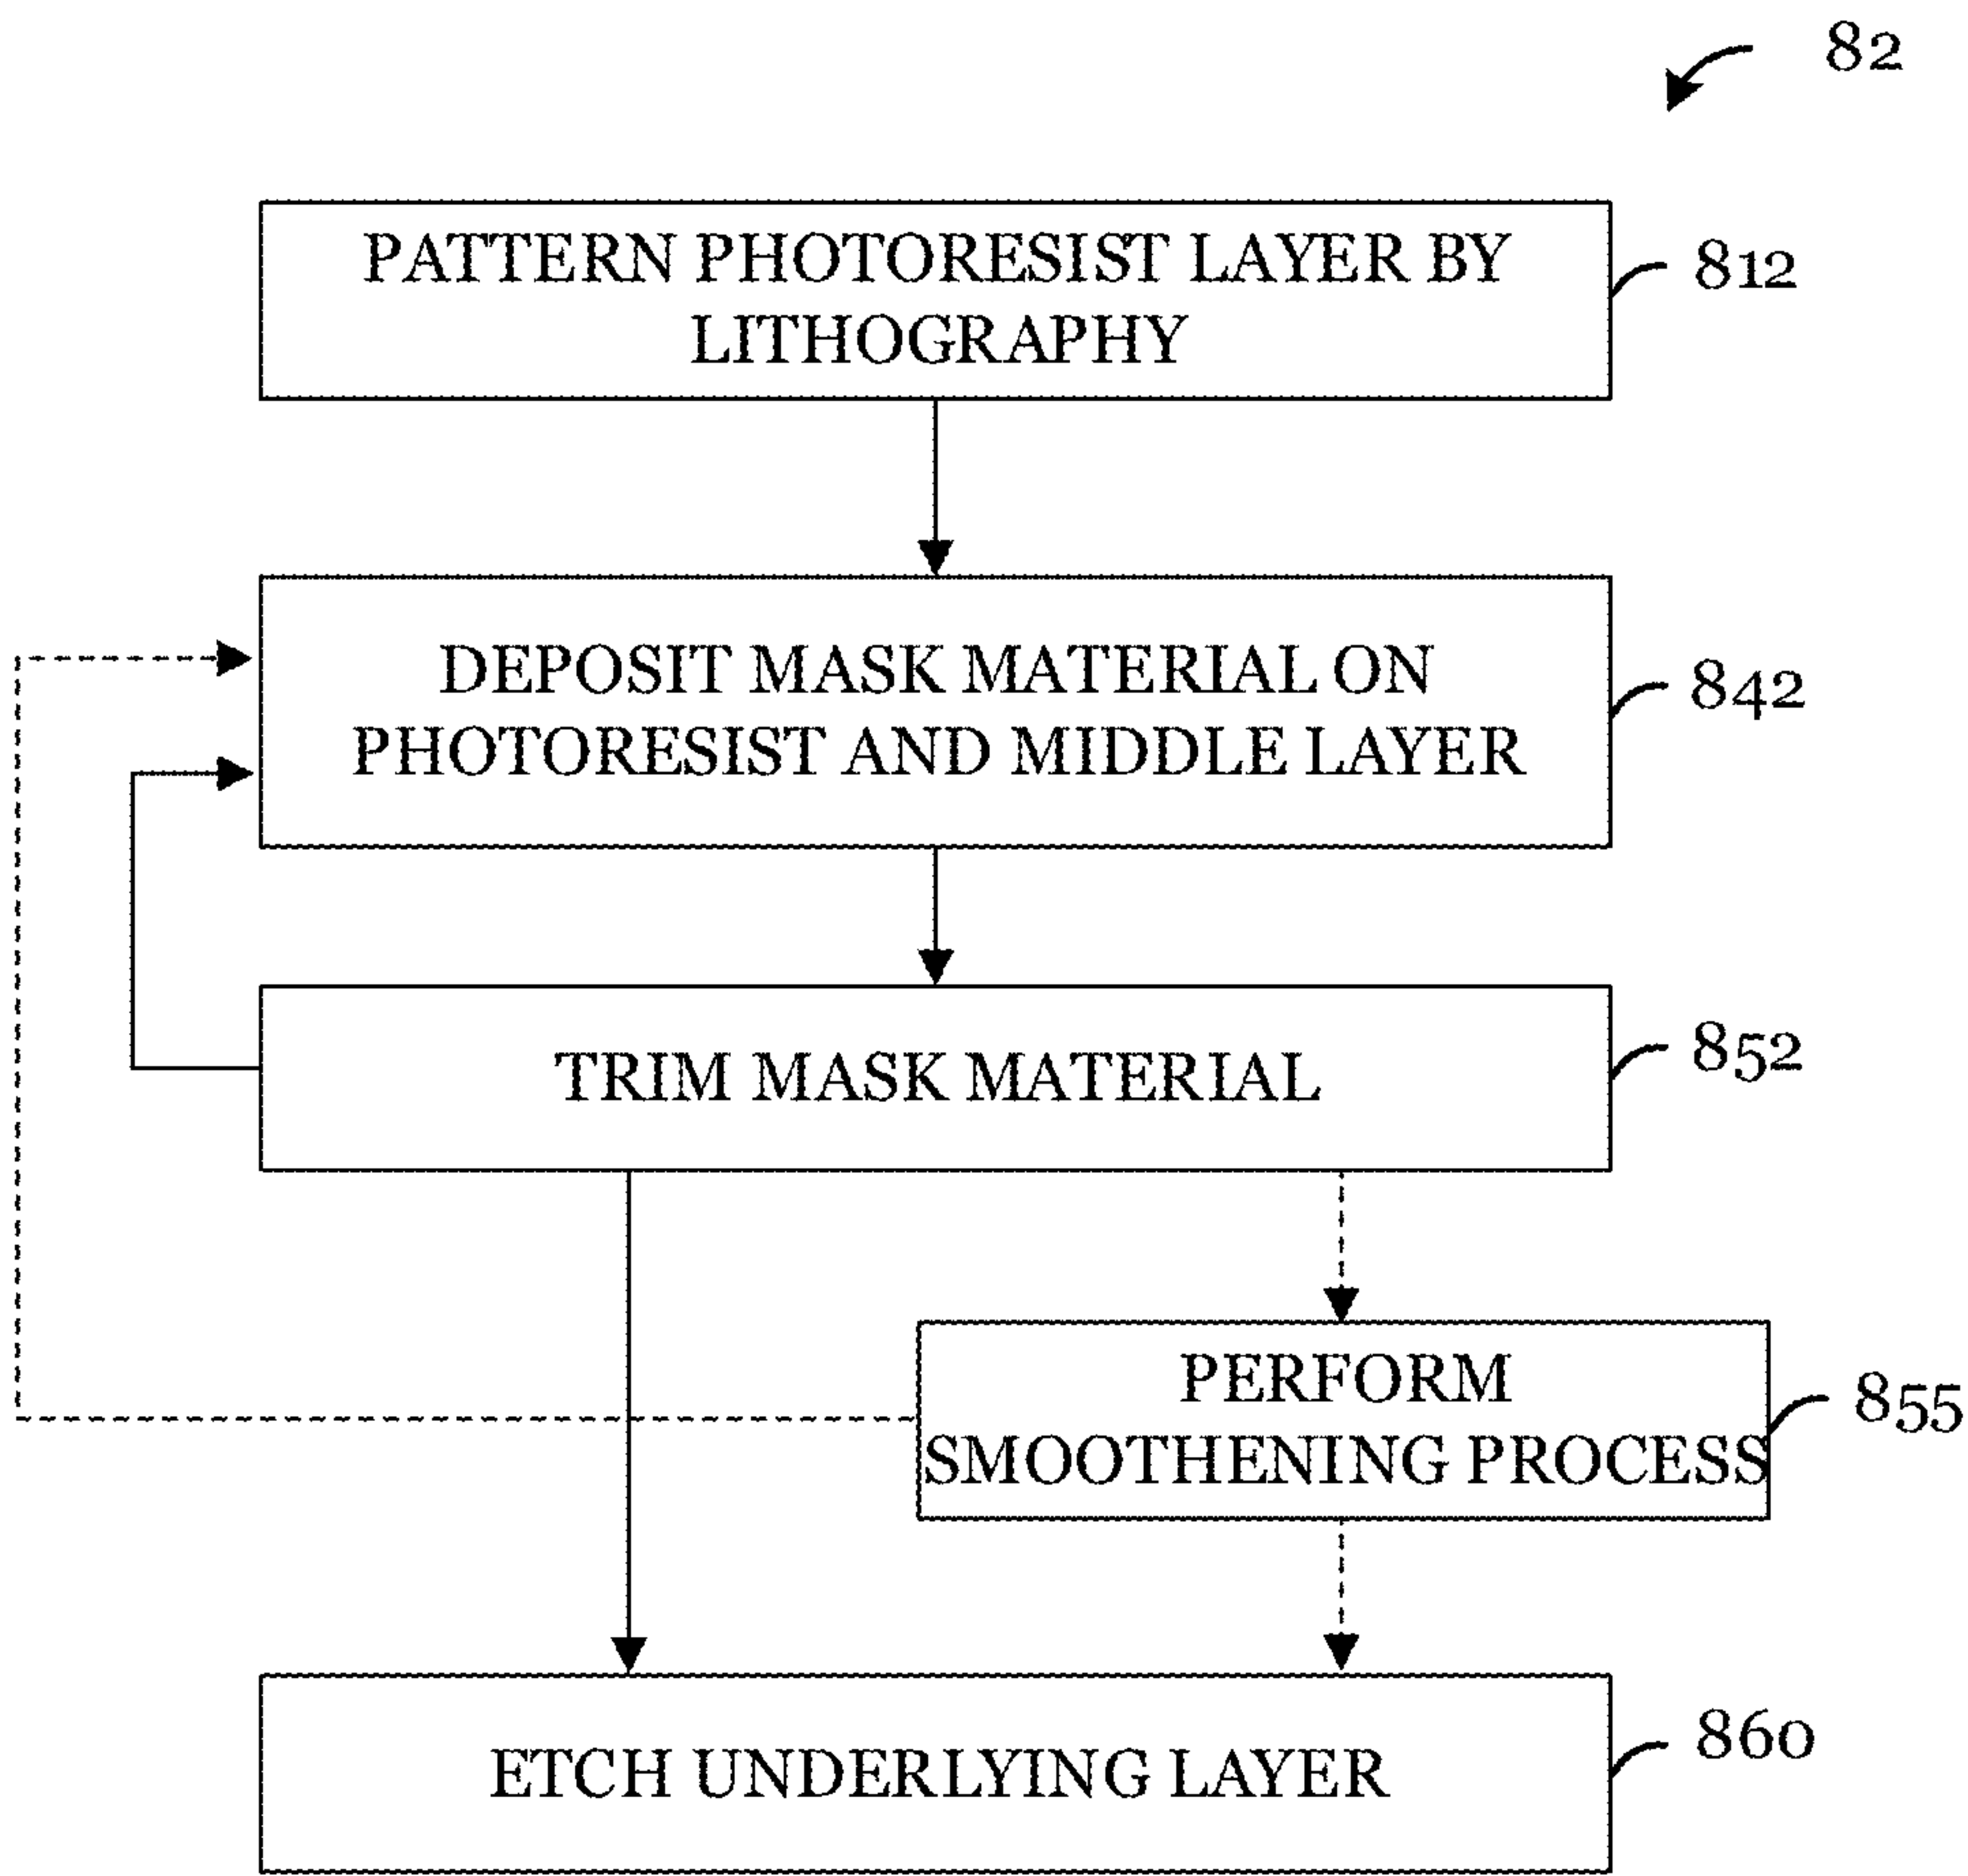 82
PATTERN PHOTORESIST LAYER BY
LITHOGRAPHY
812
DEPOSIT MASK MATERIAL ON
PHOTORESIST AND MIDDLE LAYER
842
TRIM MASK MATERIAL
852
PERFORM
SMOOTHENING PROCESS
855
ETCH UNDERLYING LAYER
860